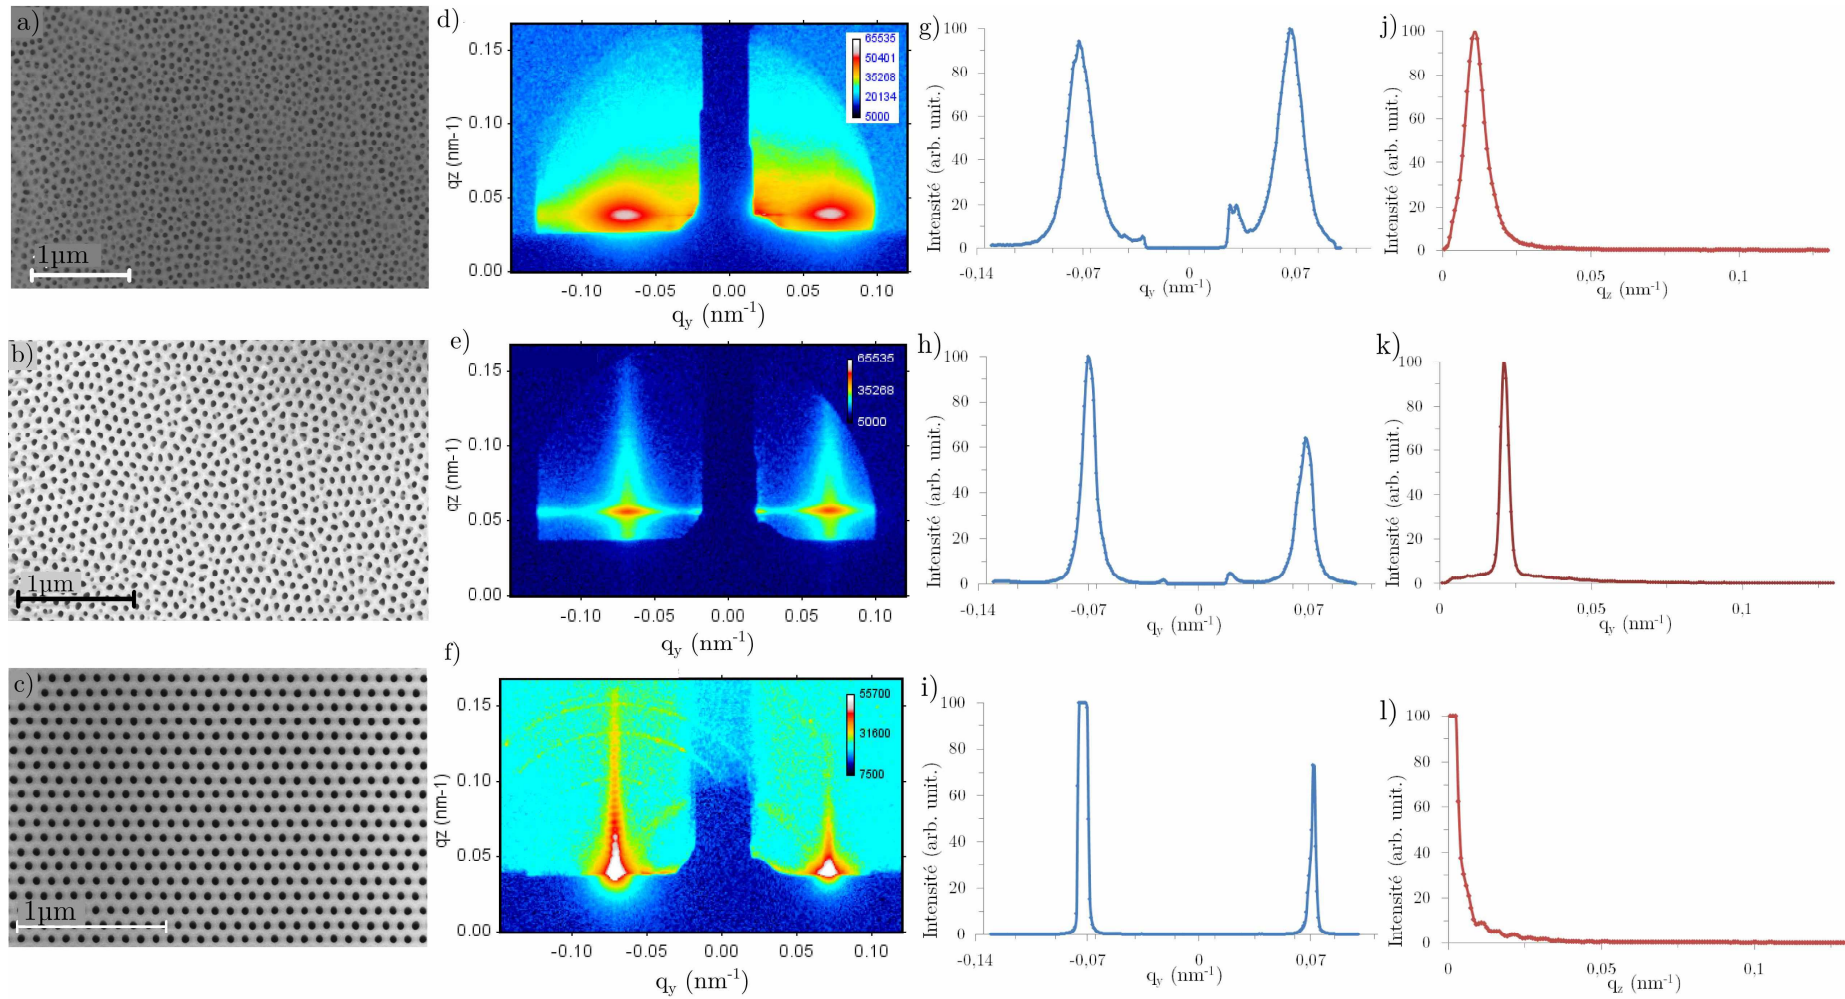 a)
1µm
d)
qz (nm-1)
0.15
0.10
0.05
0.00
65535
50401
35268
20134
5000
-0.10 -0.05 0.00 0.05 0.10
qy (nm-1)
g)
Intensité (arb. unit.)
100
80
60
40
20
0
-0,14 -0,07 0 0,07
qy (nm-1)
j)
Intensité (arb. unit.)
100
80
60
40
20
0
0 0,05 0,1
qz (nm-1)
b)
1µm
e)
qz (nm-1)
0.15
0.10
0.05
0.00
65535
35268
5000
-0.10 -0.05 0.00 0.05 0.10
qy (nm-1)
h)
Intensité (arb. unit.)
100
80
60
40
20
0
-0,14 -0,07 0 0,07
qy (nm-1)
k)
Intensité (arb. unit.)
100
80
60
40
20
0
0 0,05 0,1
qy (nm-1)
c)
1µm
f)
qz (nm-1)
0.15
0.10
0.05
0.00
55700
31600
7500
-0.10 -0.05 0.00 0.05 0.10
qy (nm-1)
i)
Intensité (arb. unit.)
100
80
60
40
20
0
-0,14 -0,07 0 0,07
qy (nm-1)
l)
Intensité (arb. unit.)
100
80
60
40
20
0
0 0,05 0,1
qz (nm-1)